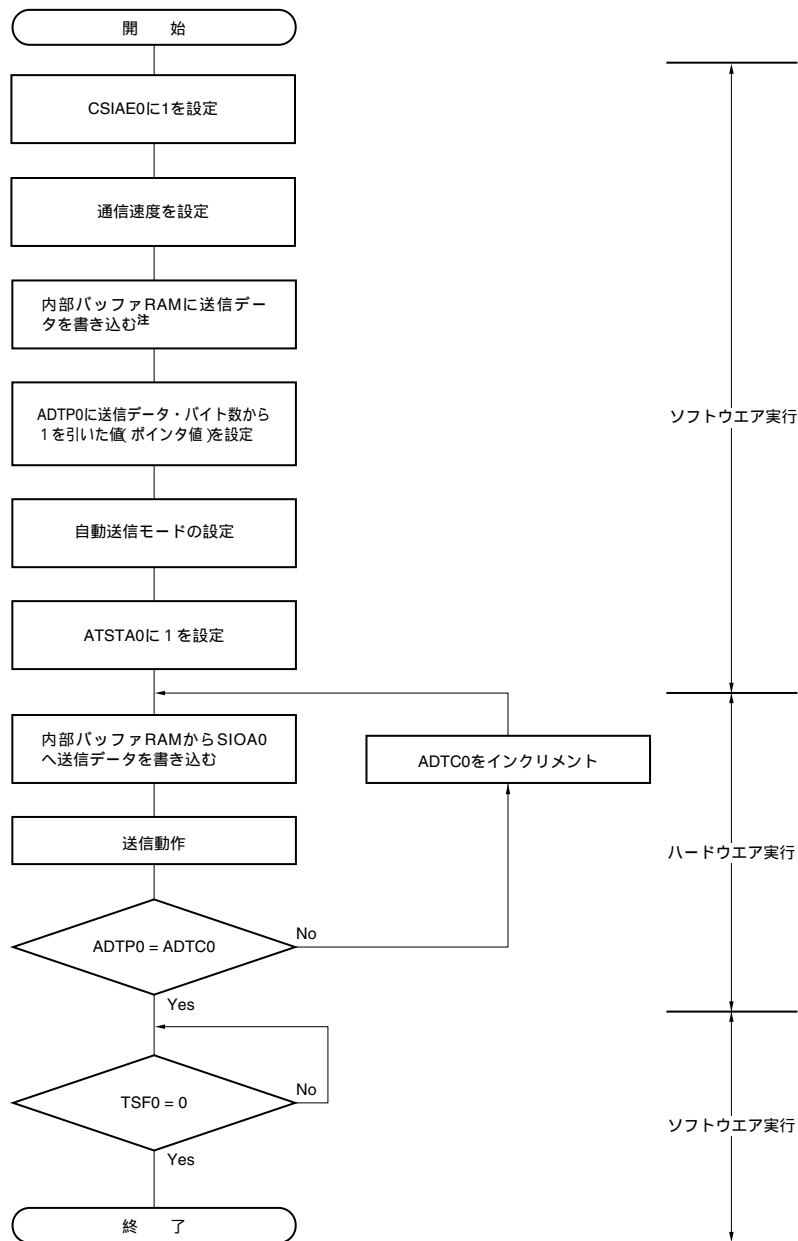 開　始
CSIAE0に1を設定
通信速度を設定
内部バッファRAMに送信デー
タを書き込む注
ADTP0に送信データ・バイト数から
1を引いた値(ポインタ値)を設定
自動送信モードの設定
ATSTA0に1を設定
内部バッファRAMからSIOA0
へ送信データを書き込む
ADTC0をインクリメント
送信動作
ADTP0 = ADTC0
No
Yes
TSF0 = 0
No
Yes
終　了
ソフトウエア実行
ハードウエア実行
ソフトウエア実行